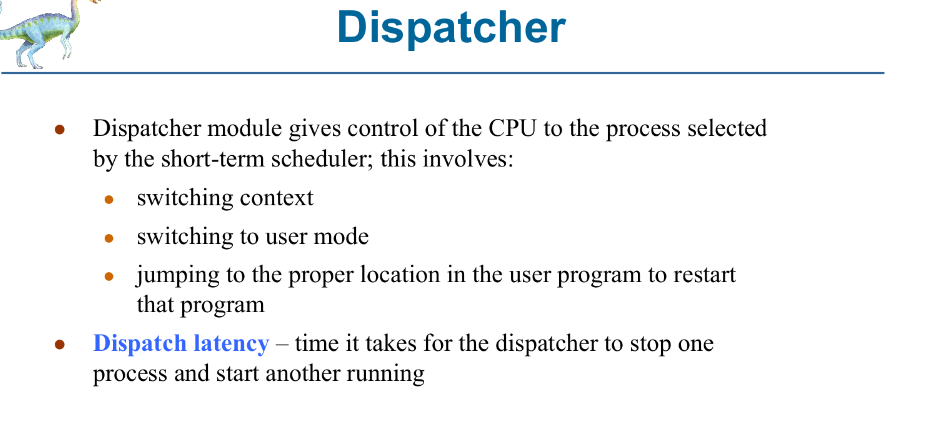 Dispatcher
● Dispatcher module gives control of the CPU to the process selected
by the short-term scheduler; this involves:
● switching context
● switching to user mode
● jumping to the proper location in the user program to restart
that program
● Dispatch latency – time it takes for the dispatcher to stop one
process and start another running